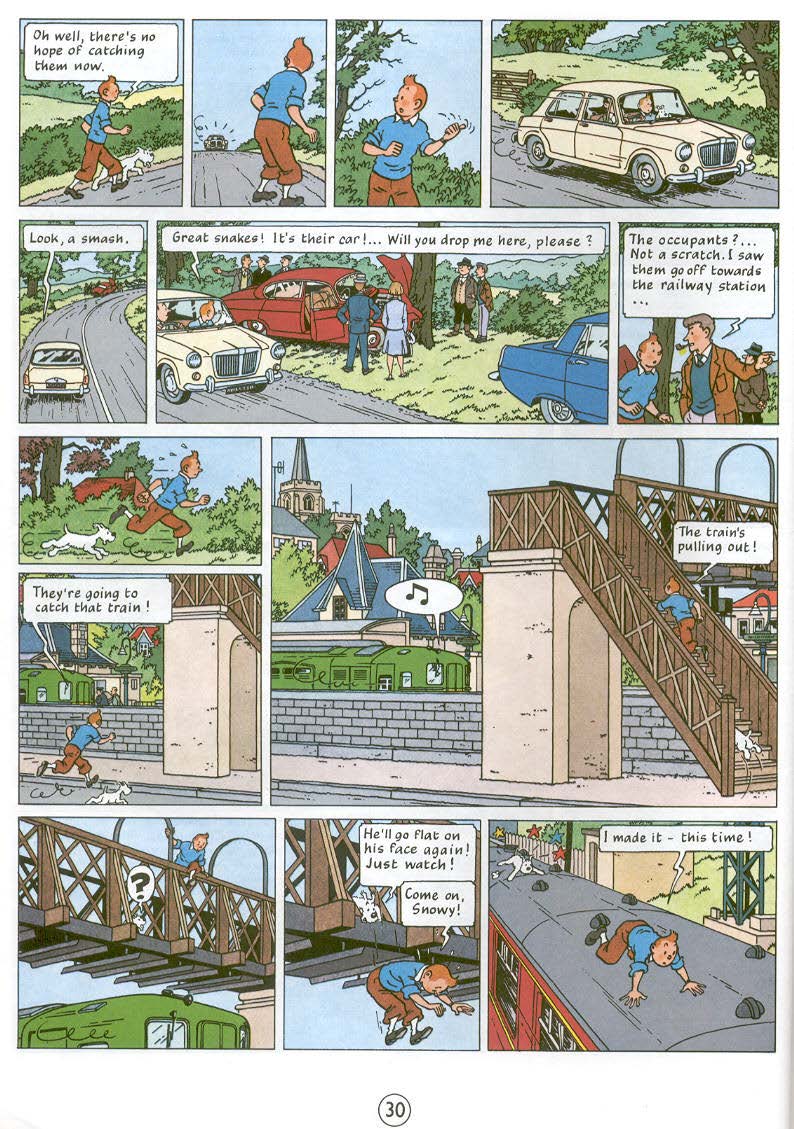 Oh well, there's no
hope of catching
them now.
Look, a smash.
Great snakes! It's their car!... Will you drop me here, please?
The occupants?...
Not a scratch. I saw
them go off towards
the railway station
...
They're going to
catch that train!
The train's
pulling out!
?
He'll go flat on
his face again!
Just watch!
Come on,
Snowy!
I made it - this time!
30